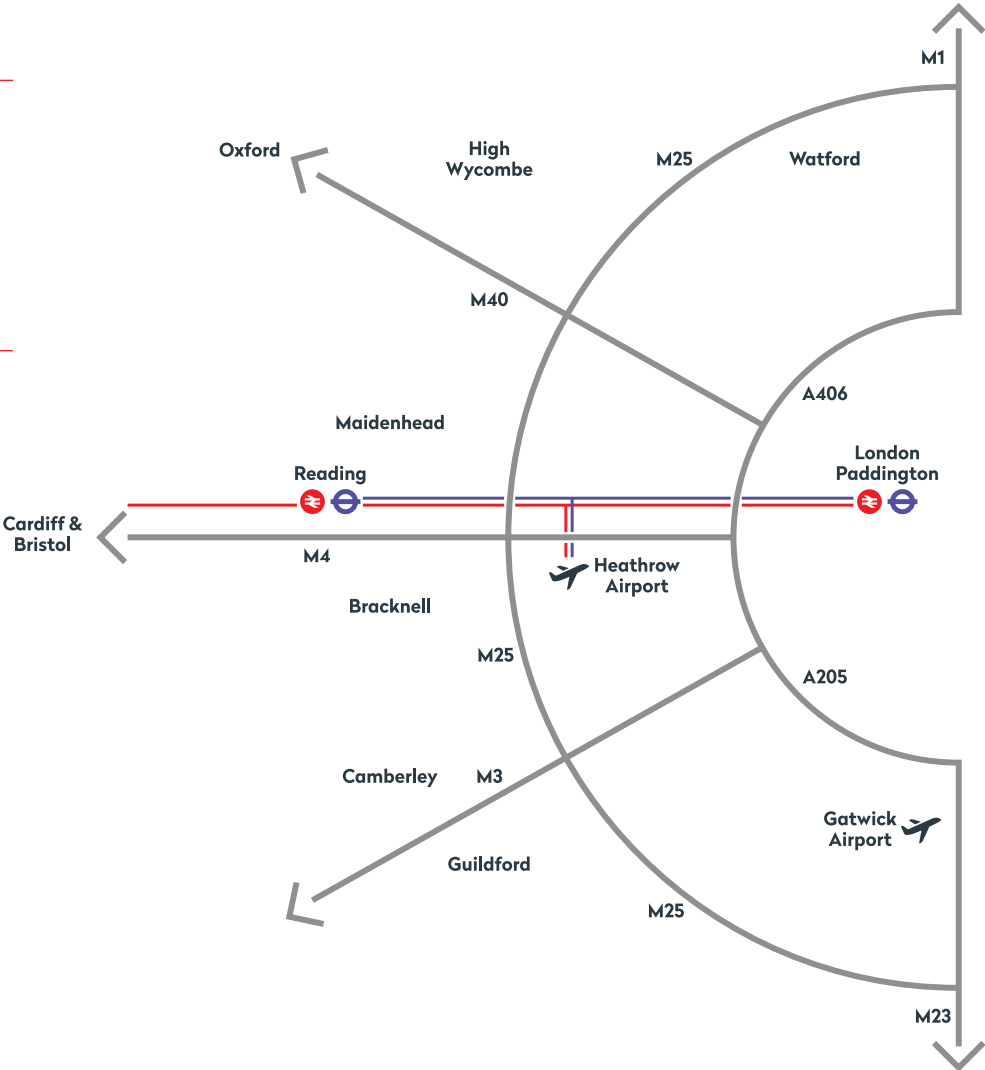 M1
Oxford
High
Wycombe
M25
Watford
M40
A406
Maidenhead
London
Paddington
Reading
Cardiff &
Bristol
M4
Heathrow
Airport
Bracknell
M25
A205
Camberley
M3
Gatwick
Airport
Guildford
M25
M23